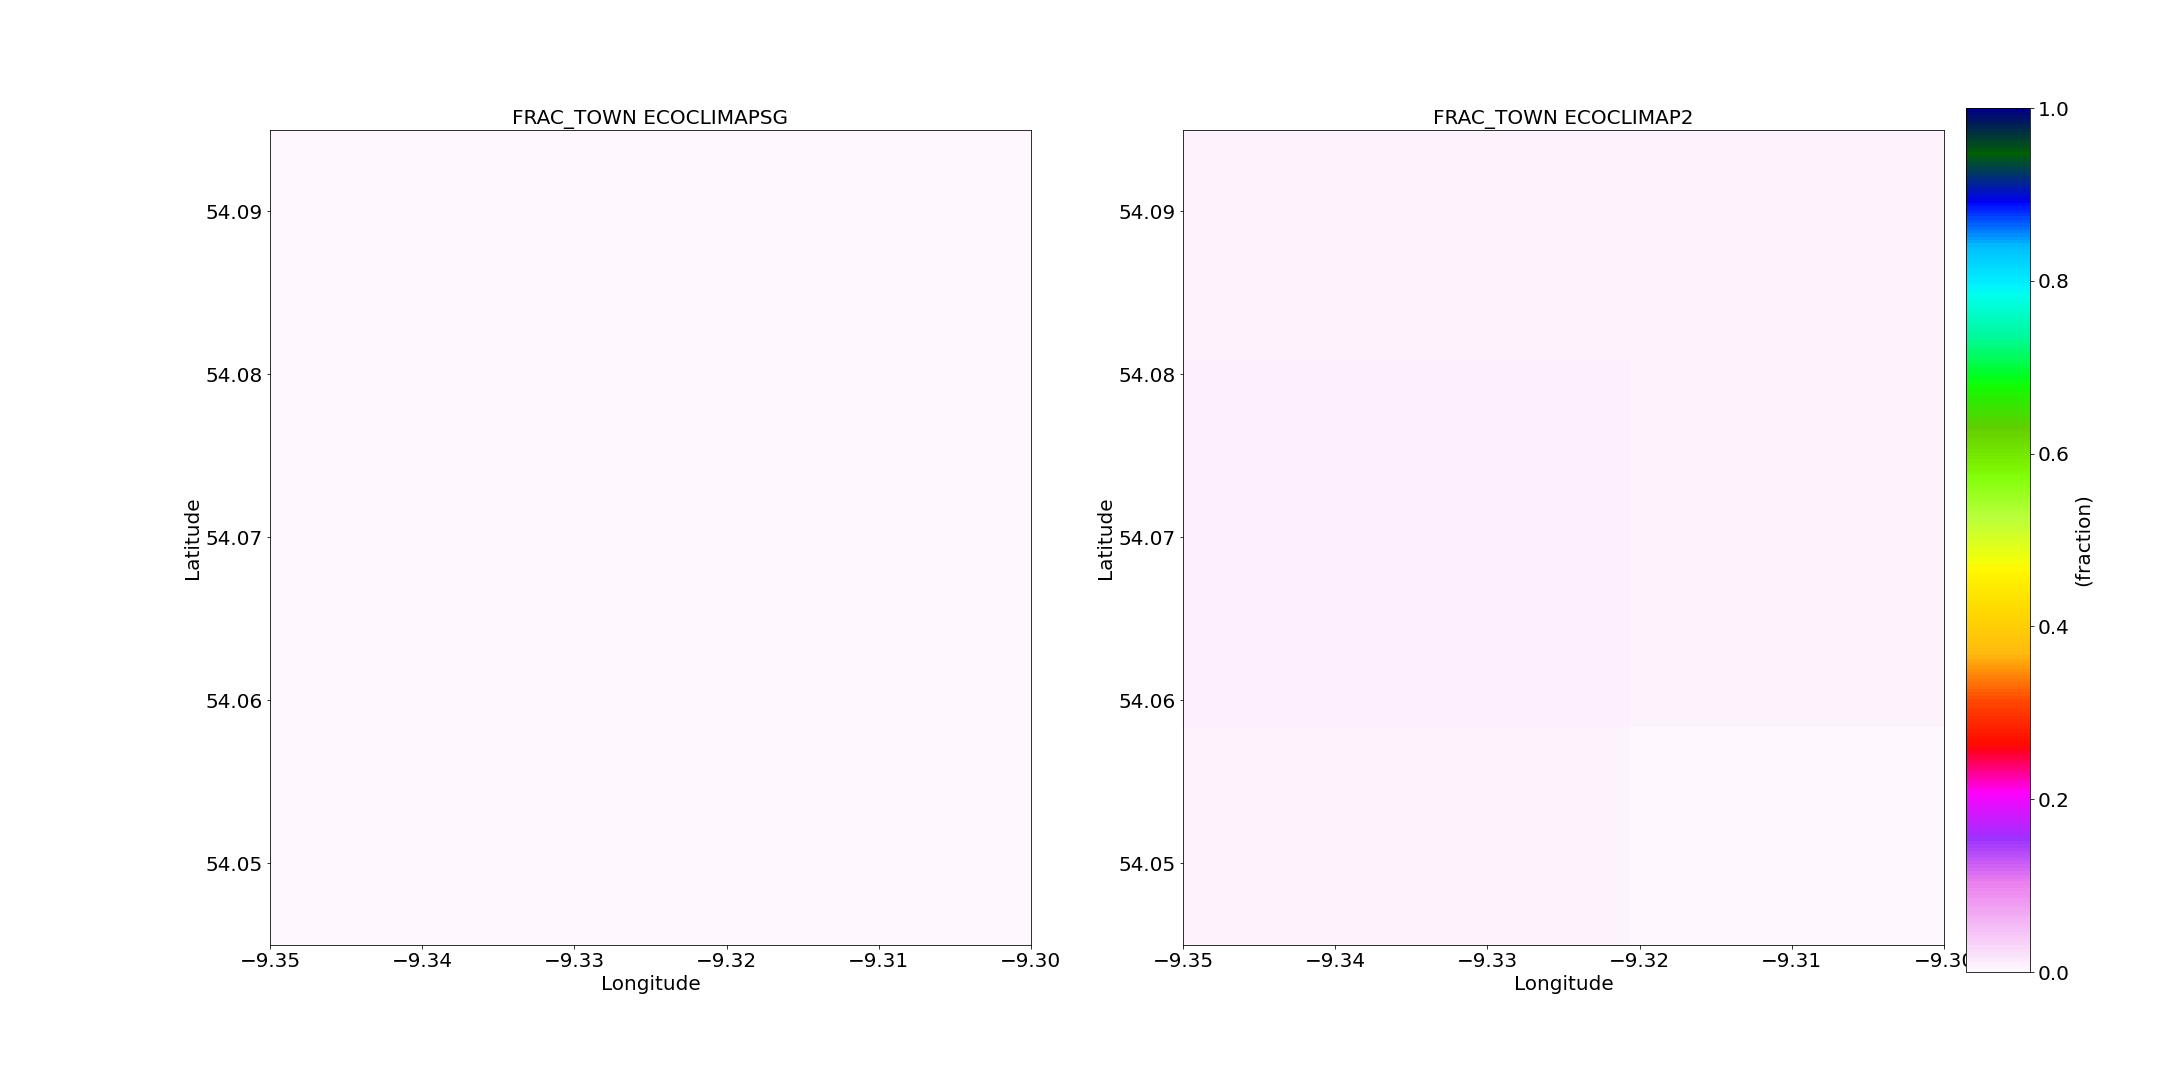 FRAC_TOWN ECOCLIMAPSG
54.09
54.08
54.07
54.06
54.05
Latitude
−9.35 −9.34 −9.33 −9.32 −9.31 −9.30
Longitude
FRAC_TOWN ECOCLIMAP2
54.09
54.08
54.07
54.06
54.05
Latitude
−9.35 −9.34 −9.33 −9.32 −9.31 −9.30
Longitude
1.0
0.8
0.6
0.4
0.2
0.0
(fraction)